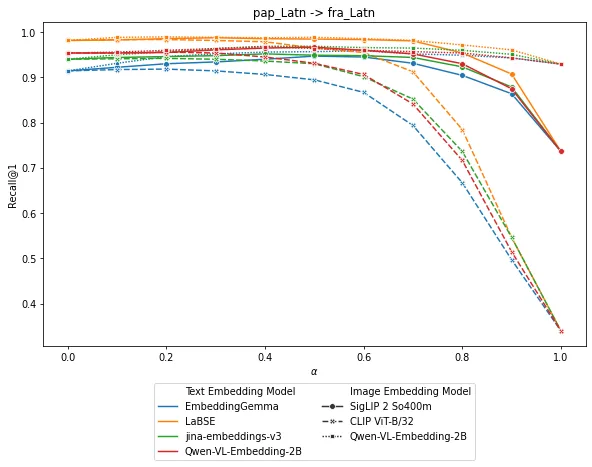 pap_Latn -> fra_Latn
1.0
0.9
0.8
0.7
0.6
0.5
0.4
Recall@1
0.0 0.2 0.4 0.6 0.8 1.0
α
Text Embedding Model Image Embedding Model
EmbeddingGemma SigLIP 2 So400m
LaBSE CLIP ViT-B/32
jina-embeddings-v3 Qwen-VL-Embedding-2B
Qwen-VL-Embedding-2B